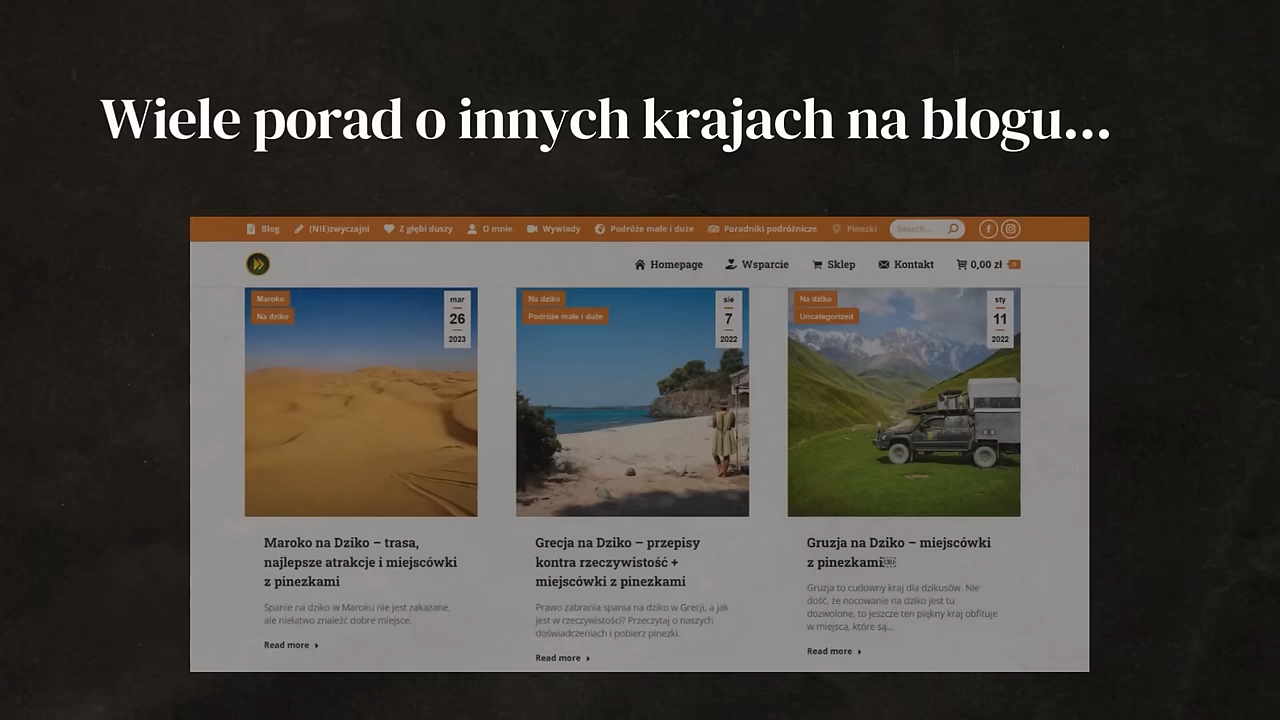 Wiele porad o innych krajach na blogu...
Blog (NIE)zwyczajni Z głębi duszy O mnie Wywiady Podróże małe i duże Poradniki podróżnicze Pinezki Search...
Homepage Wsparcie Sklep Kontakt 0,00 zł
Maroko
Na dziko
mar
26
2023
Maroko na Dziko – trasa,
najlepsze atrakcje i miejscówki
z pinezkami
Spanie na dziko w Maroku nie jest zakazane,
ale niełatwo znaleźć dobre miejsce.
Read more
Na dziko
Podróże małe i duże
sie
7
2022
Grecja na Dziko – przepisy
kontra rzeczywistość +
miejscówki z pinezkami
Prawo zabrania spania na dziko w Grecji, a jak
jest w rzeczywistości? Przeczytaj o naszych
doświadczeniach i pobierz pinezki.
Read more
Na dziko
Uncategorized
sty
11
2022
Gruzja na Dziko – miejscówki
z pinezkami
Gruzja to cudowny kraj dla dzikusów. Nie
dość, że nocowanie na dziko jest tu
dozwolone, to jeszcze ten piękny kraj obfituje
w miejsca, które są...
Read more